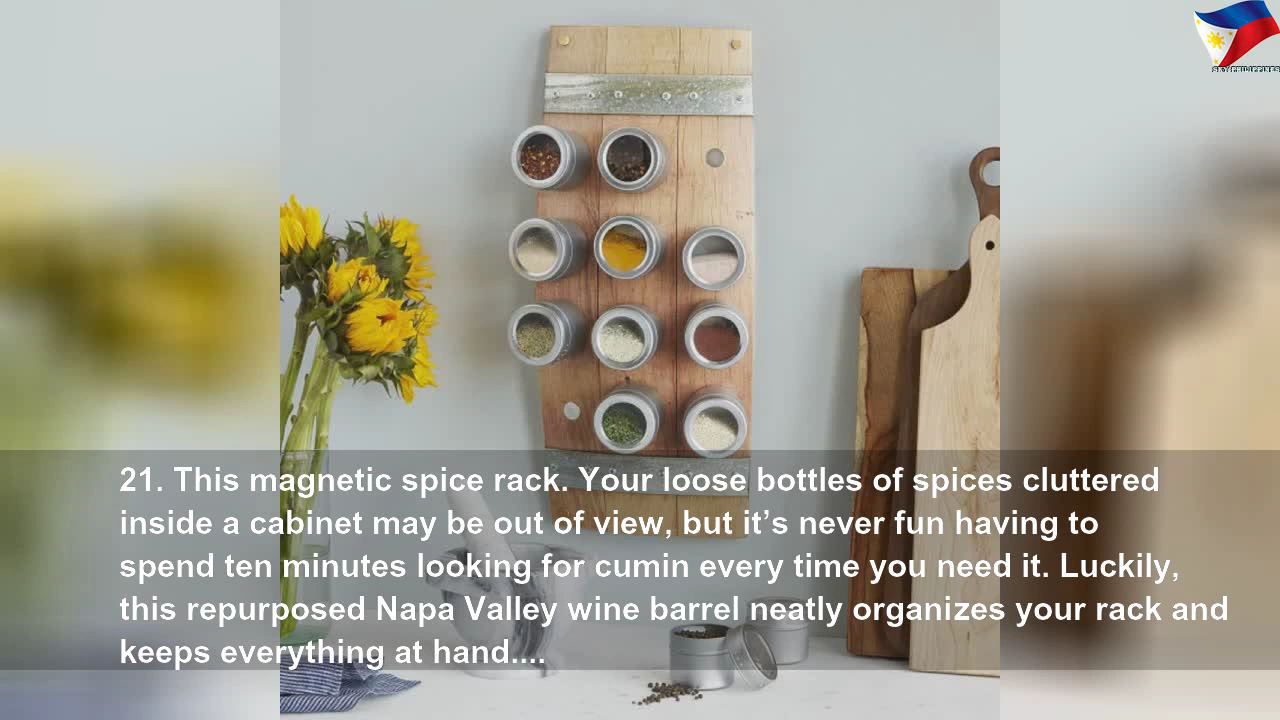 SKYPHILIPPINES
21. This magnetic spice rack. Your loose bottles of spices cluttered
inside a cabinet may be out of view, but it’s never fun having to
spend ten minutes looking for cumin every time you need it. Luckily,
this repurposed Napa Valley wine barrel neatly organizes your rack and
keeps everything at hand....